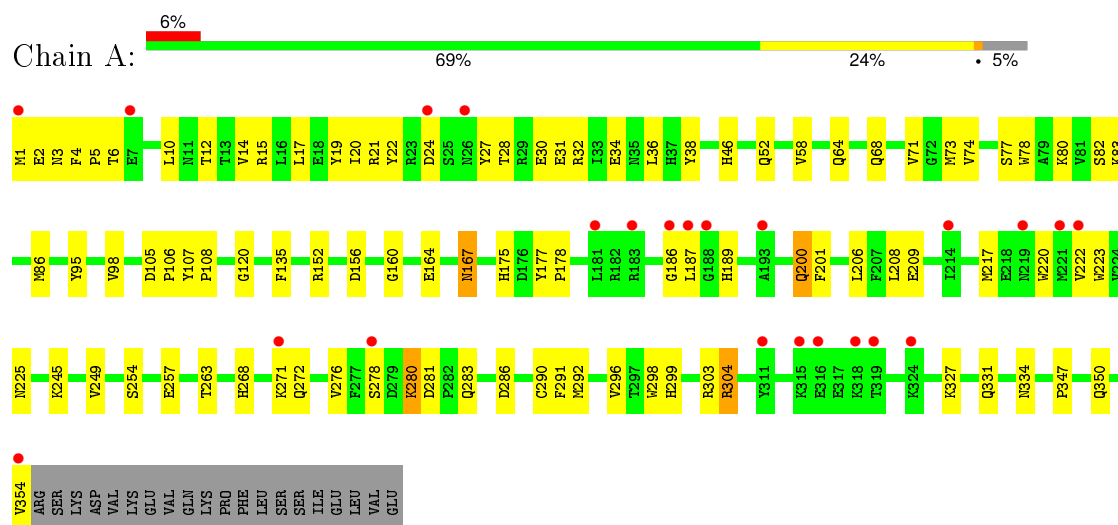 6%
Chain A:
69% 24% • 5%
M1 E2 N3 F4 P5 T6 E7 L10 N11 T12 T13 V14 R15 L16 L17 E18 Y19 I20 R21 Y22 R23 D24 S25 N26 Y27 T28 R29 E30 E31 R32 I33 E34 N35 L36 H37 Y38 H46 Q52 V58 Q64 Q68 V71 G72 M73 V74 S77 W78 A79 K80 V81 S82
M86 Y95 V98 D105 P106 Y107 P108 G120 F135 R152 D156 G160 E164 N167 H175 D176 Y177 P178 L181 R182 R183 G186 L187 G188 H189 A193 Q200 F201 L206 F207 L208 E209 I214 M217 E218 N219 W220 M221 V222 W223
N225 K245 V249 S254 E257 T263 H268 K271 Q272 V276 F277 S278 D279 K280 D281 P282 Q283 D286 C290 F291 M292 V296 T297 W298 H299 R303 R304 Y311 K315 E316 E317 K318 T319 K324 K327 Q331 N334 P347 Q350
V354 ARG SER LYS ASP VAL LYS GLU VAL GLN LYS PRO PHE LEU SER SER ILE GLU LEU VAL GLU